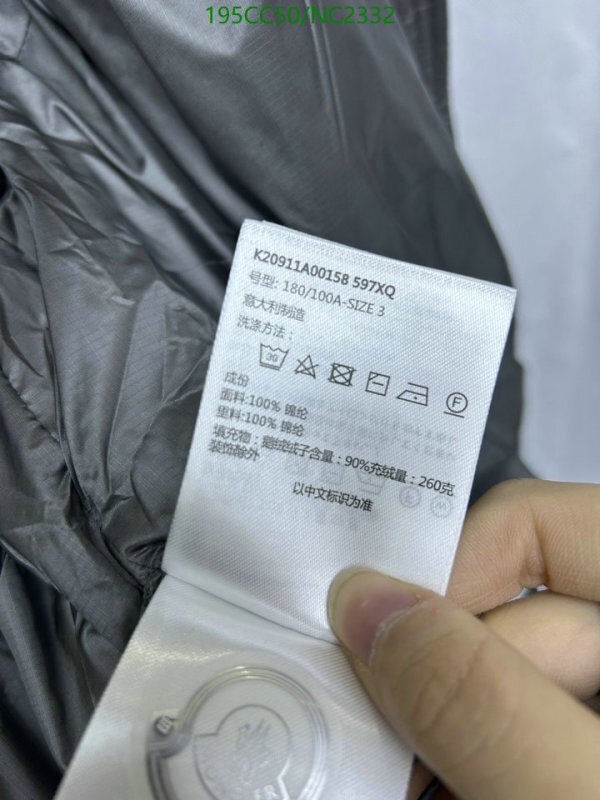 195CC50/NC2332
K20911A00158 597XQ
号型: 180/100A-SIZE 3
意大利制造
洗涤方法：
30
F
成份
面料:100% 锦纶
里料:100% 锦纶
填充物：鹅绒绒子含量：90%充绒量：260克
装饰除外
以中文标识为准